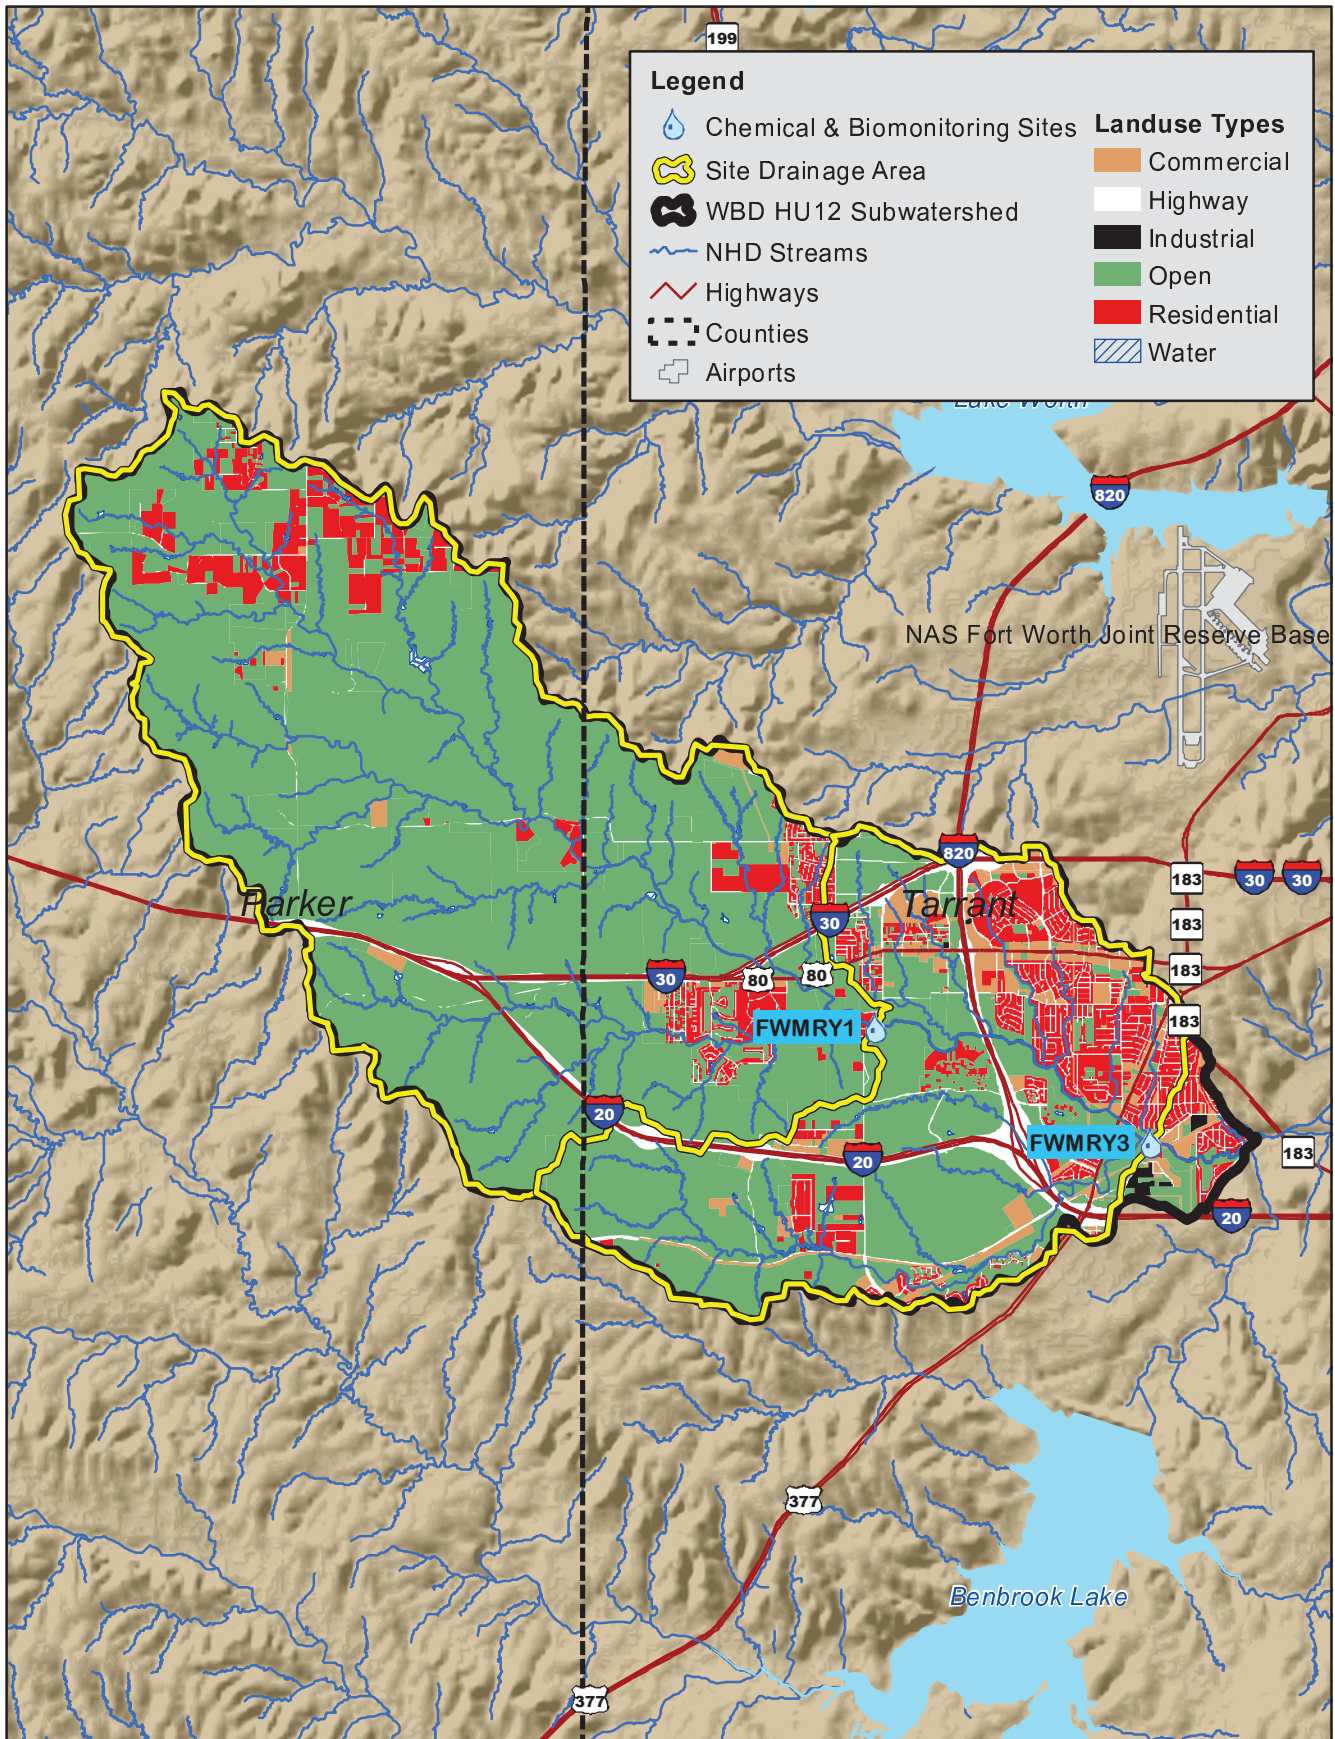 199
Legend
Chemical & Biomonitoring Sites
Site Drainage Area
WBD HU12 Subwatershed
NHD Streams
Highways
Counties
Airports
Landuse Types
Commercial
Highway
Industrial
Open
Residential
Water
Lake Worth
820
NAS Fort Worth Joint Reserve Base
820
183
30
30
Parker
Tarrant
30
183
30
80
80
183
FWMRY1
183
20
FWMRY3
183
20
20
377
Benbrook Lake
377